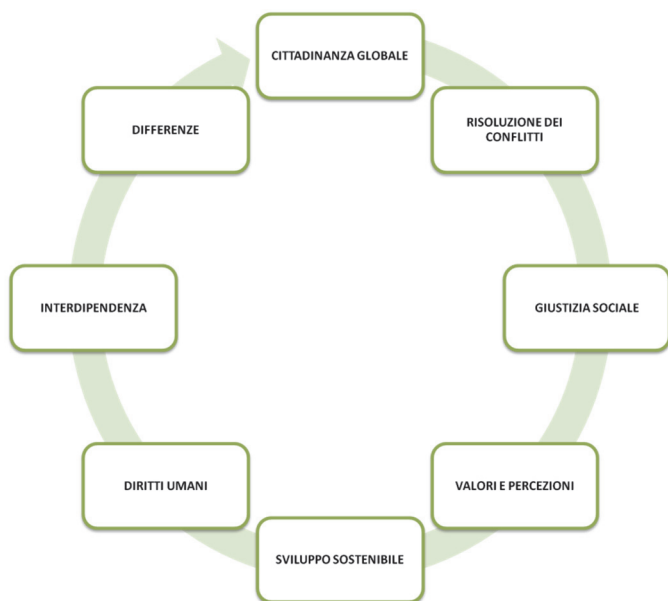 CITTADINANZA GLOBALE
RISOLUZIONE DEI
CONFLITTI
GIUSTIZIA SOCIALE
VALORI E PERCEZIONI
SVILUPPO SOSTENIBILE
DIRITTI UMANI
INTERDIPENDENZA
DIFFERENZE